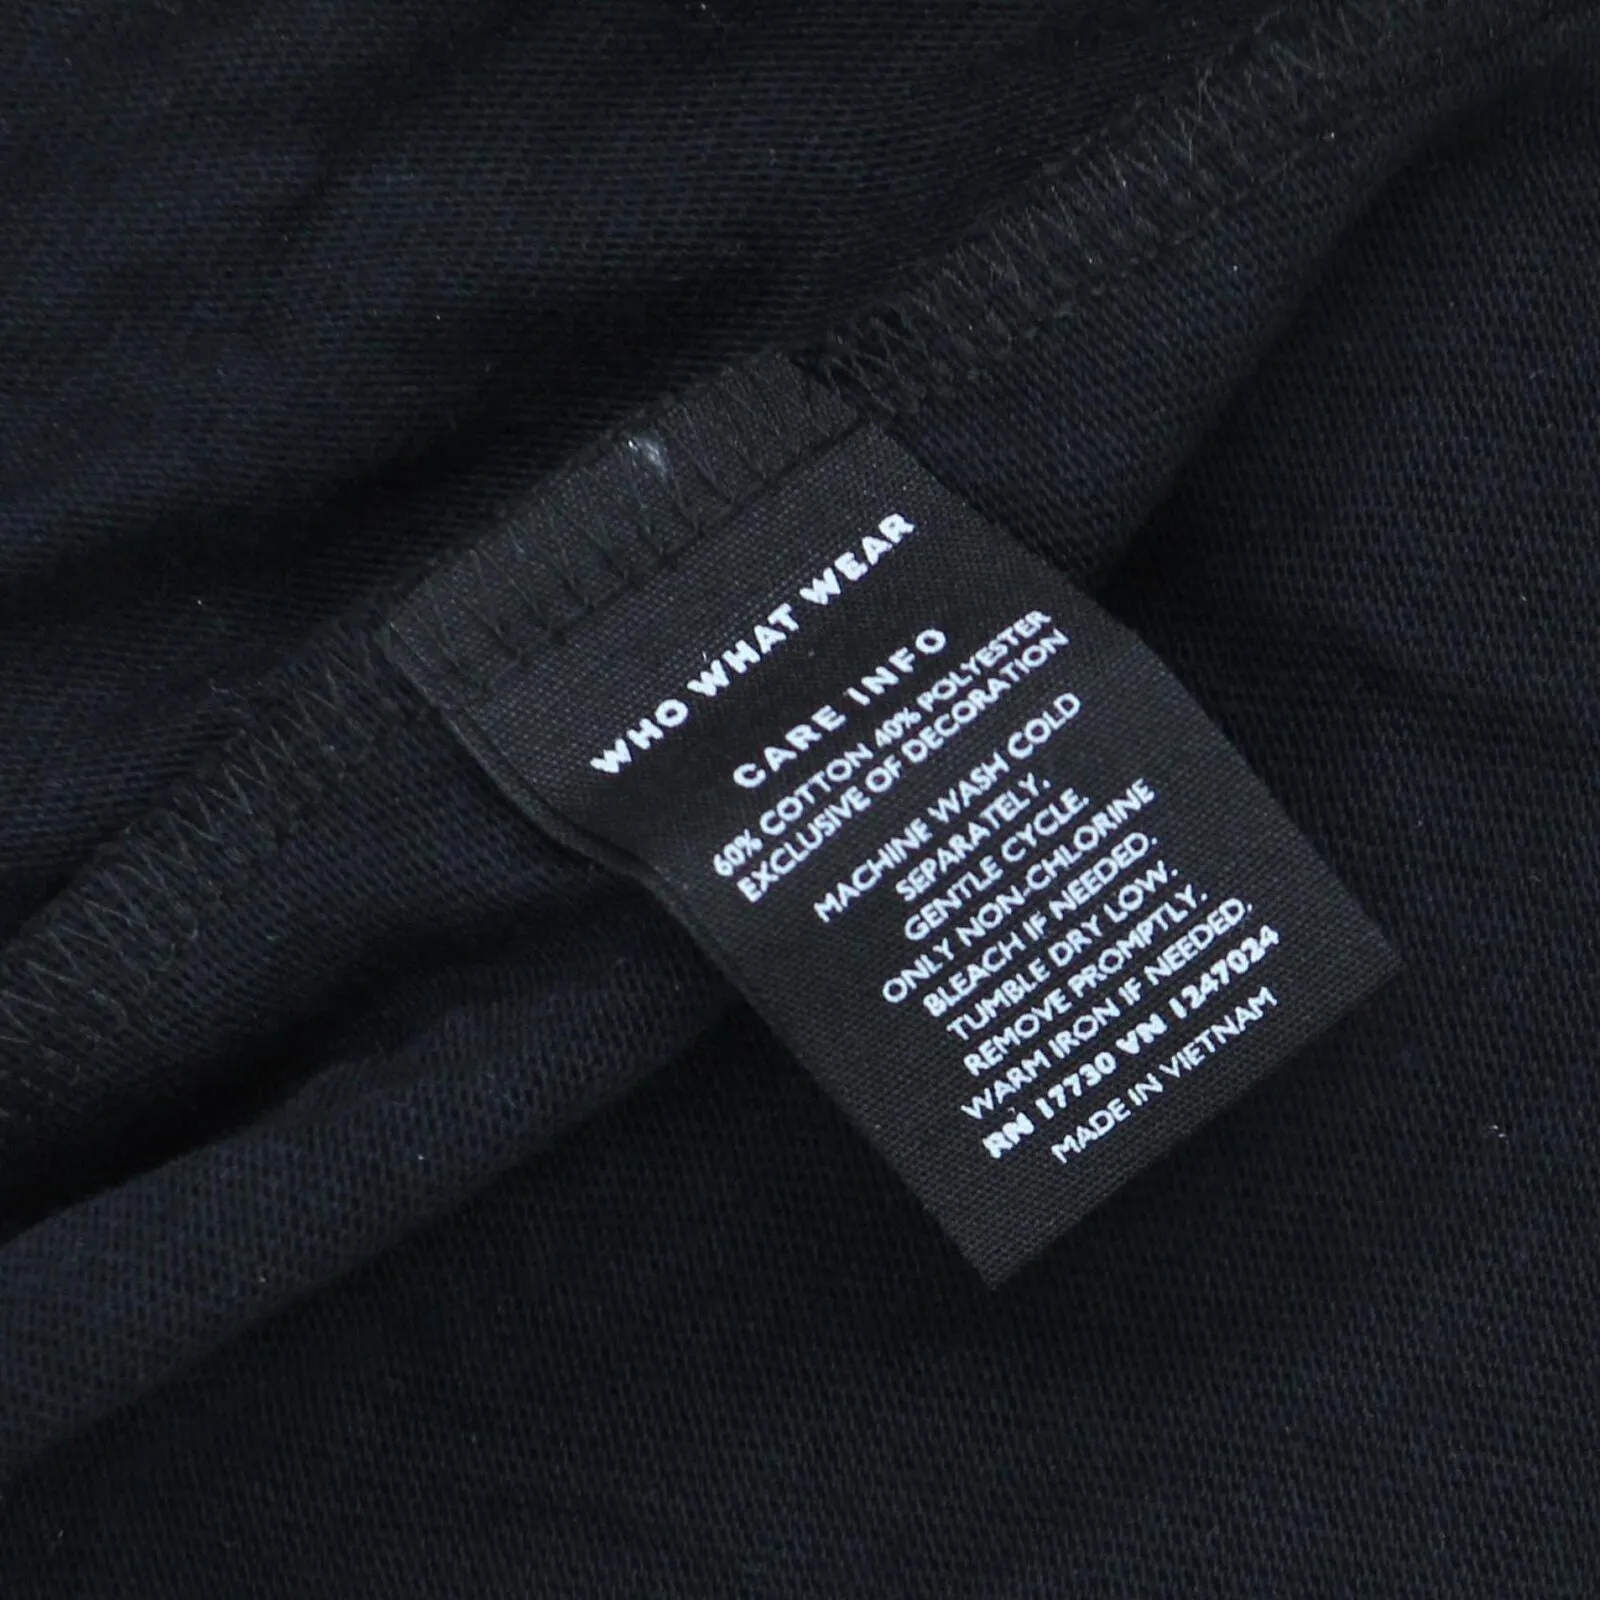 WHO WHAT WEAR
CARE INFO
60% COTTON 40% POLYESTER
EXCLUSIVE OF DECORATION
MACHINE WASH COLD
SEPARATELY.
GENTLE CYCLE.
ONLY NON-CHLORINE
BLEACH IF NEEDED.
TUMBLE DRY LOW.
REMOVE PROMPTLY.
WARM IRON IF NEEDED.
RN 17730 VN 1247024
MADE IN VIETNAM